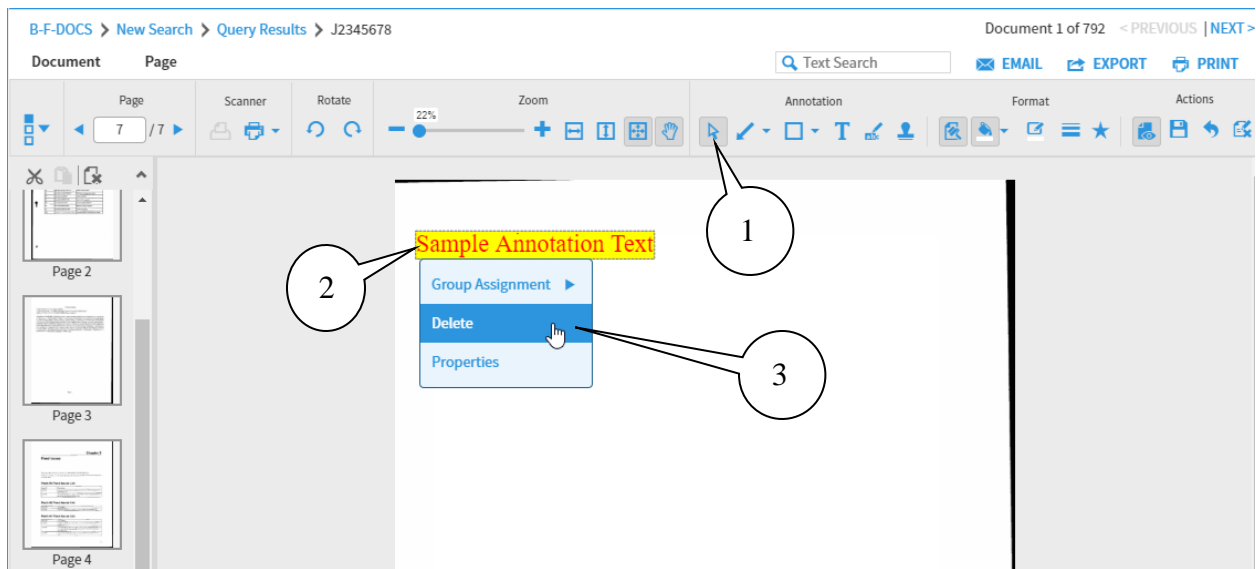 B-F-DOCS > New Search > Query Results > J2345678
Document 1 of 792 < PREVIOUS | NEXT >
Document Page
Text Search
EMAIL EXPORT PRINT
Page Scanner Rotate Zoom Annotation Format Actions
22%
7 / 7
T
abc
1
Sample Annotation Text
2
Group Assignment
Delete
Properties
3
Page 2
Page 3
Page 4